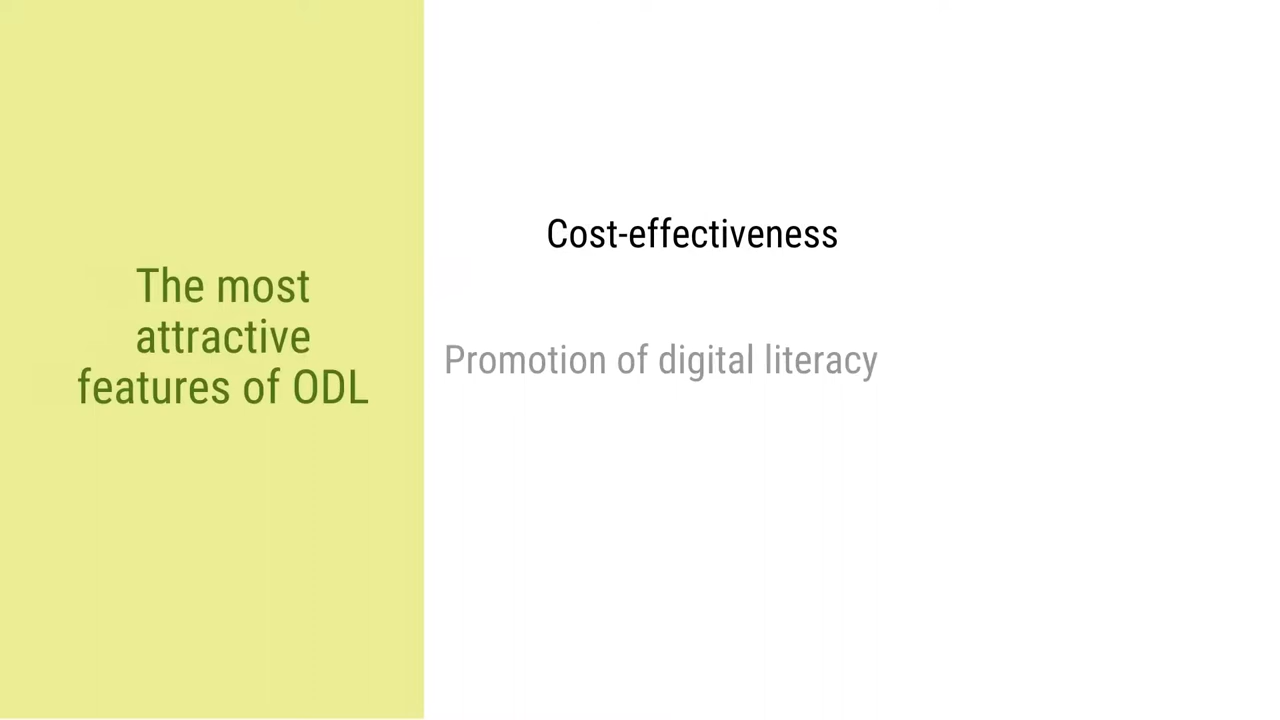 The most
attractive
features of ODL
Cost-effectiveness
Promotion of digital literacy